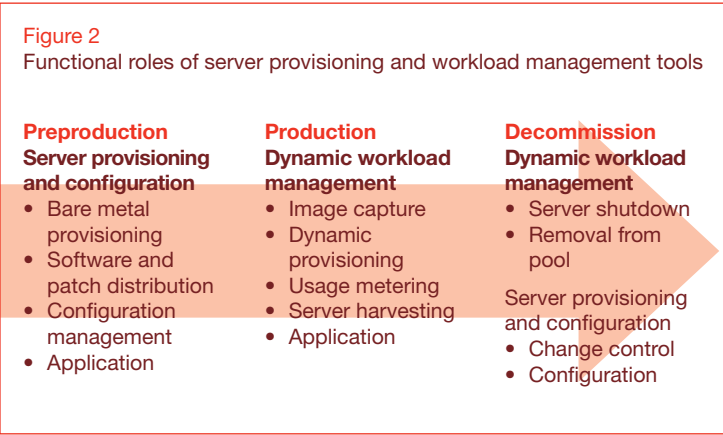 Figure 2
Functional roles of server provisioning and workload management tools
Preproduction
Server provisioning
and configuration
• Bare metal
provisioning
• Software and
patch distribution
• Configuration
management
• Application
Production
Dynamic workload
management
• Image capture
• Dynamic
provisioning
• Usage metering
• Server harvesting
• Application
Decommission
Dynamic workload
management
• Server shutdown
• Removal from
pool
Server provisioning
and configuration
• Change control
• Configuration